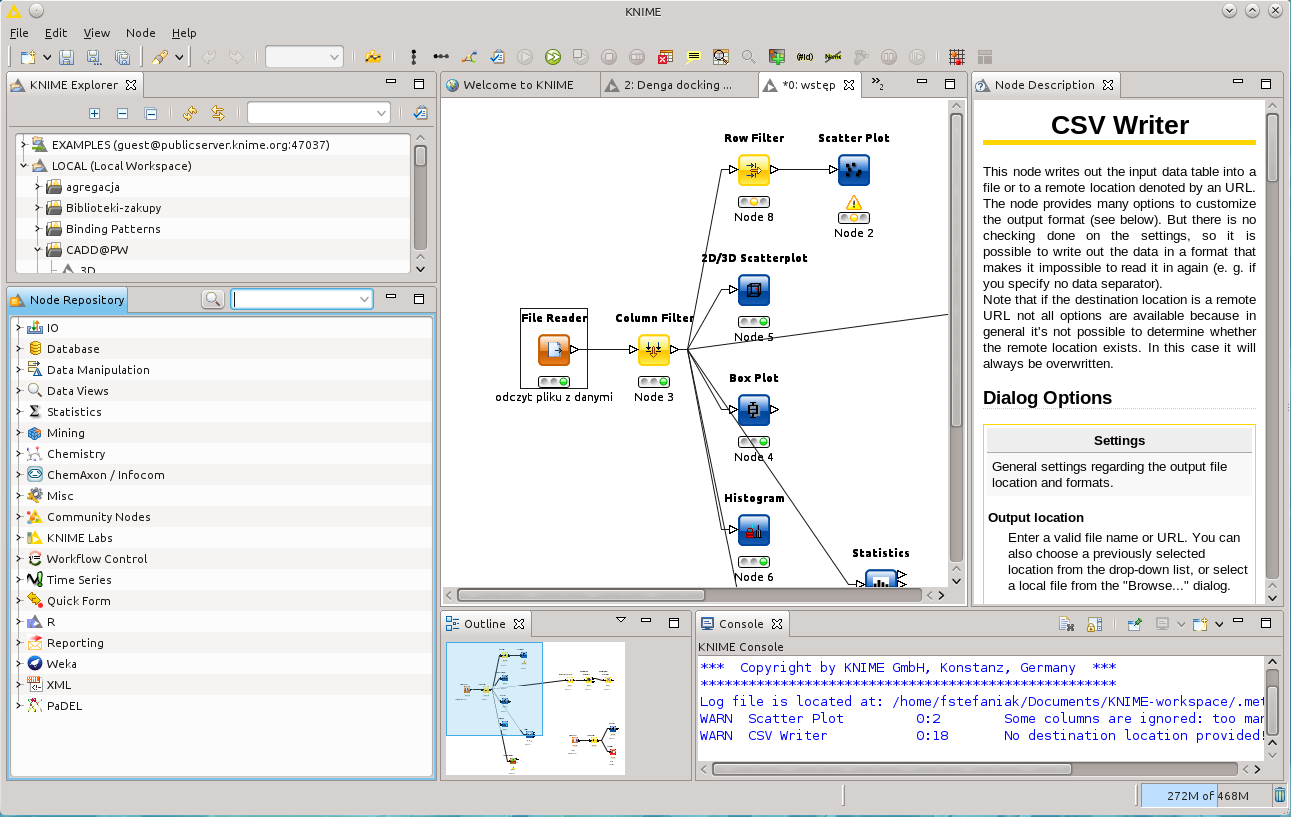 KNIME
File Edit View Node Help
(#id)
KNIME Explorer
EXAMPLES (guest@publicserver.knime.org:47037)
LOCAL (Local Workspace)
agregacja
Biblioteki-zakupy
Binding Patterns
CADD@PW
3D
Node Repository
IO
Database
Data Manipulation
Data Views
Statistics
Mining
Chemistry
ChemAxon / Infocom
Misc
Community Nodes
KNIME Labs
Workflow Control
Time Series
Quick Form
R
Reporting
Weka
XML
PaDEL
Welcome to KNIME
2: Denga docking ...
*0: wstęp
»2
Row Filter
Node 8
Scatter Plot
Node 2
2D/3D Scatterplot
Node 5
File Reader
odczyt pliku z danymi
Column Filter
Node 3
Box Plot
Node 4
Histogram
Node 6
Statistics
Node Description
CSV Writer
This node writes out the input data table into a
file or to a remote location denoted by an URL.
The node provides many options to customize
the output format (see below). But there is no
checking done on the settings, so it is
possible to write out the data in a format that
makes it impossible to read it in again (e. g. if
you specify no data separator).
Note that if the destination location is a remote
URL not all options are available because in
general it's not possible to determine whether
the remote location exists. In this case it will
always be overwritten.
Dialog Options
Settings
General settings regarding the output file
location and formats.
Output location
Enter a valid file name or URL. You can
also choose a previously selected
location from the drop-down list, or select
a local file from the "Browse..." dialog.
Outline
Console
KNIME Console
*** Copyright by KNIME GmbH, Konstanz, Germany ***
****************************************************
Log file is located at: /home/fstefaniak/Documents/KNIME-workspace/.met
WARN Scatter Plot 0:2 Some columns are ignored: too man
WARN CSV Writer 0:18 No destination location provided!
272M of 468M